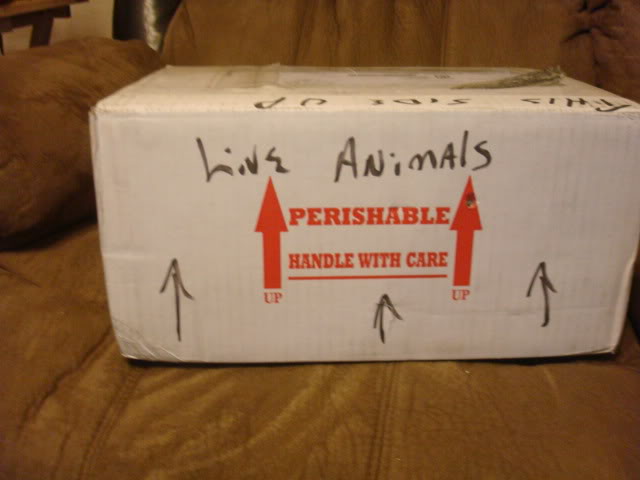 THIS SIDE UP
LIVE ANIMALS
PERISHABLE
HANDLE WITH CARE
UP UP